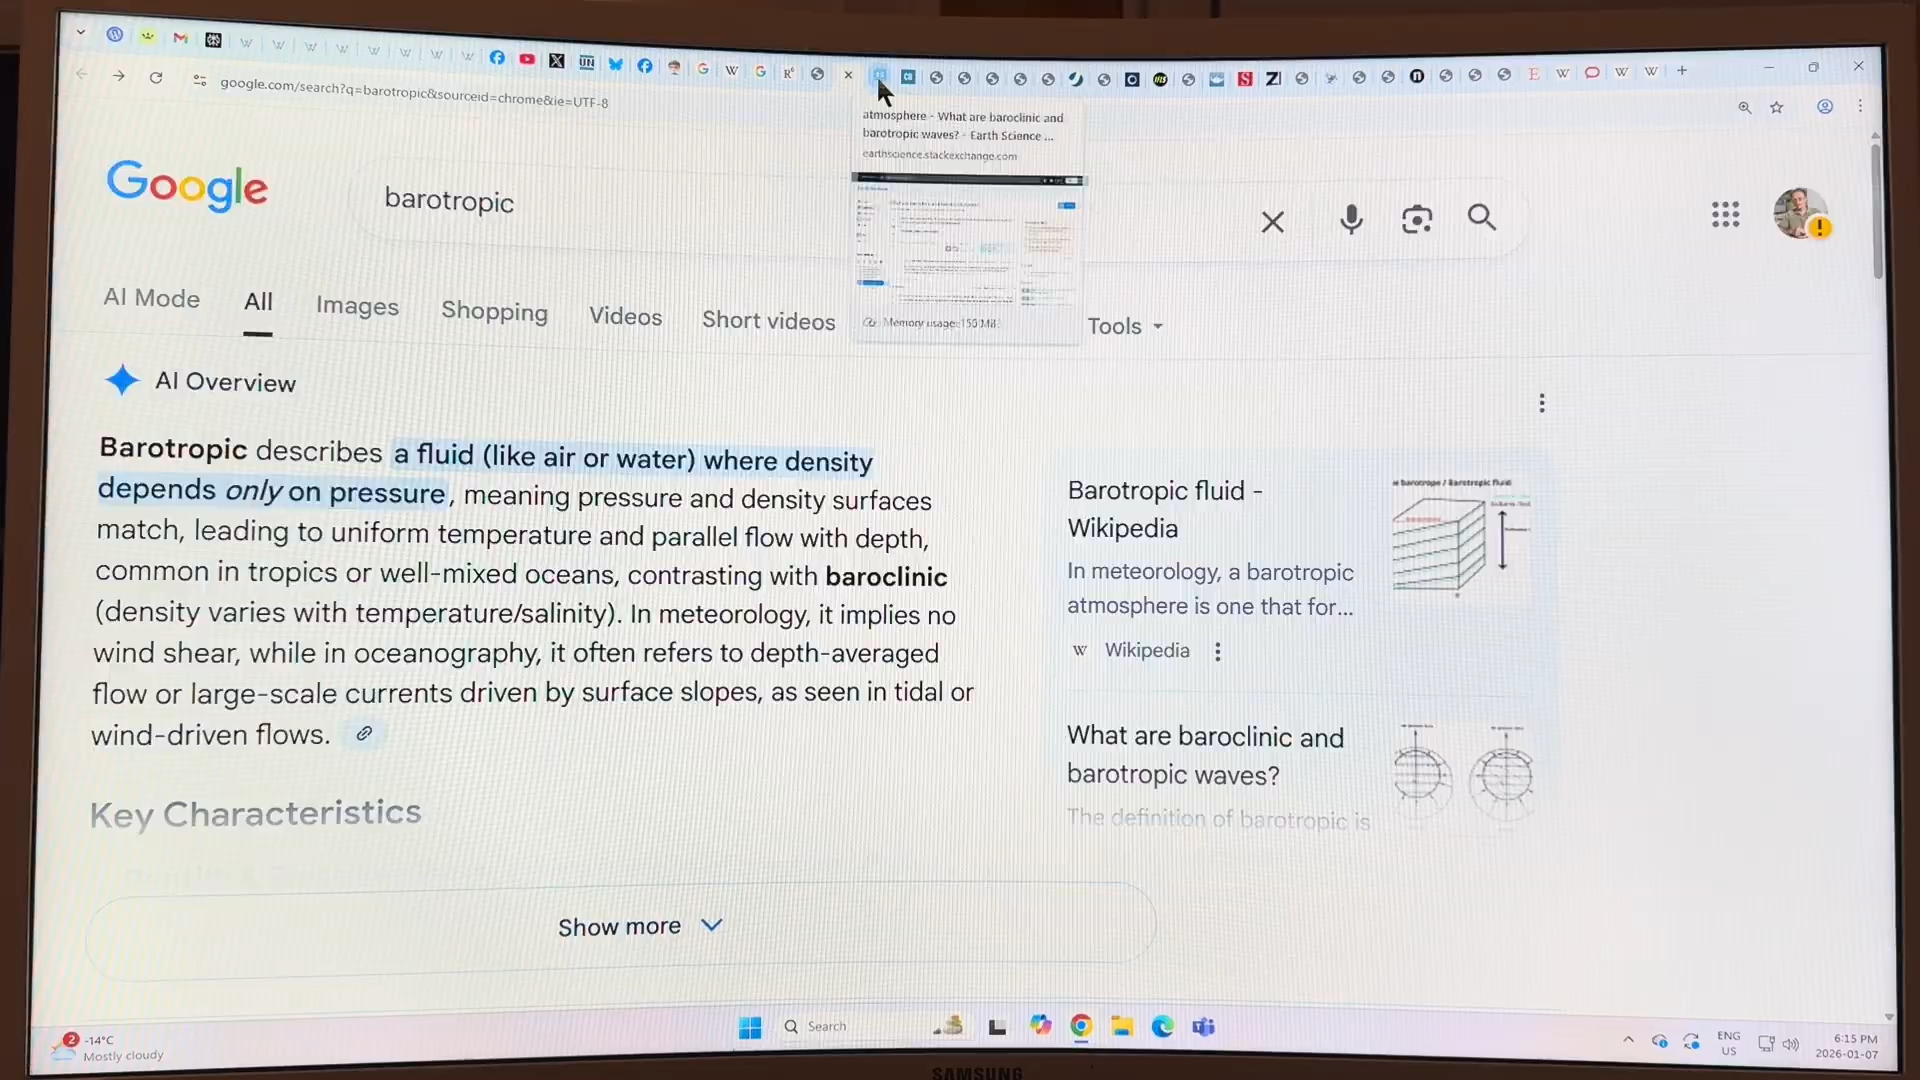 google.com/search?q=barotropic&sourceid=chrome&ie=UTF-8
atmosphere - What are baroclinic and
barotropic waves? - Earth Science ...
earthscience.stackexchange.com
Memory usage: 150 MB
Google
barotropic
AI Mode
All
Images
Shopping
Videos
Short videos
Tools
AI Overview
Barotropic describes a fluid (like air or water) where density
depends only on pressure, meaning pressure and density surfaces
match, leading to uniform temperature and parallel flow with depth,
common in tropics or well-mixed oceans, contrasting with baroclinic
(density varies with temperature/salinity). In meteorology, it implies no
wind shear, while in oceanography, it often refers to depth-averaged
flow or large-scale currents driven by surface slopes, as seen in tidal or
wind-driven flows.
Key Characteristics
Show more
Barotropic fluid -
Wikipedia
In meteorology, a barotropic
atmosphere is one that for...
W Wikipedia
What are baroclinic and
barotropic waves?
The definition of barotropic is
2
-14°C
Mostly cloudy
Search
ENG
US
6:15 PM
2026-01-07
SAMSUNG